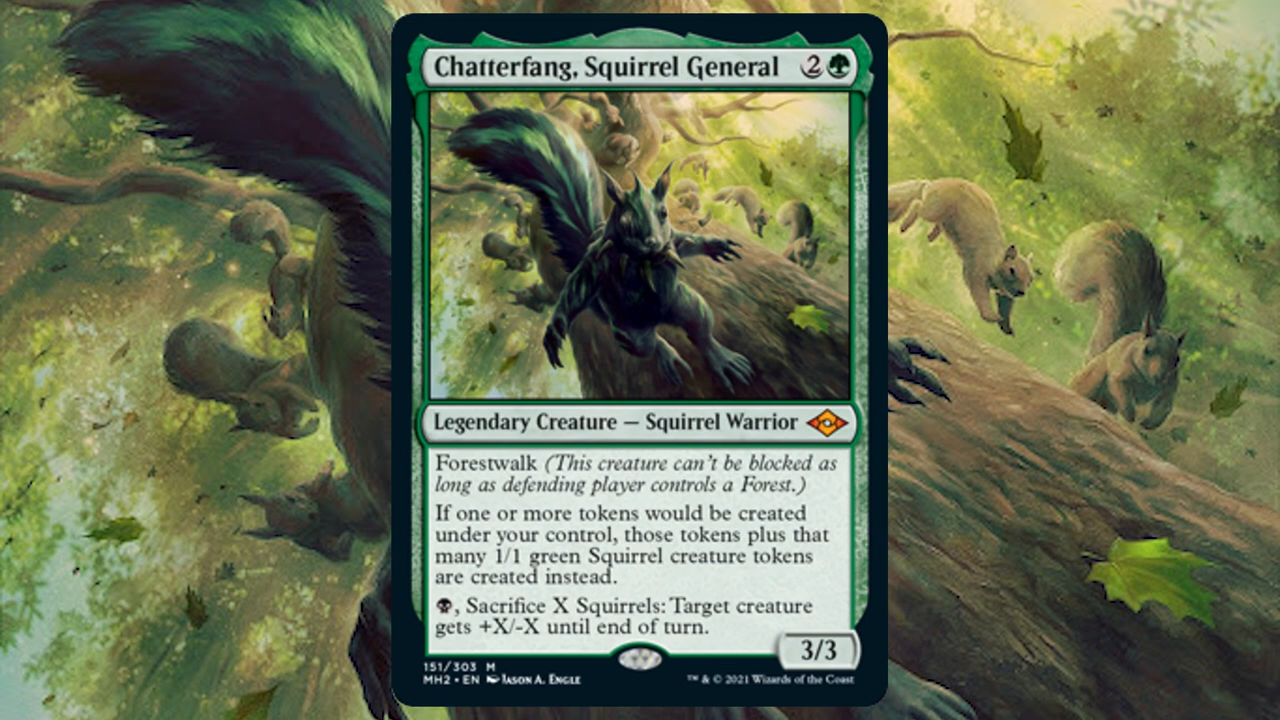 Chatterfang, Squirrel General 2
Legendary Creature — Squirrel Warrior
Forestwalk (This creature can't be blocked as
long as defending player controls a Forest.)
If one or more tokens would be created
under your control, those tokens plus that
many 1/1 green Squirrel creature tokens
are created instead.
, Sacrifice X Squirrels: Target creature
gets +X/-X until end of turn.
3/3
151/303 M
MH2 • EN Jason A. Engle
™ & © 2021 Wizards of the Coast